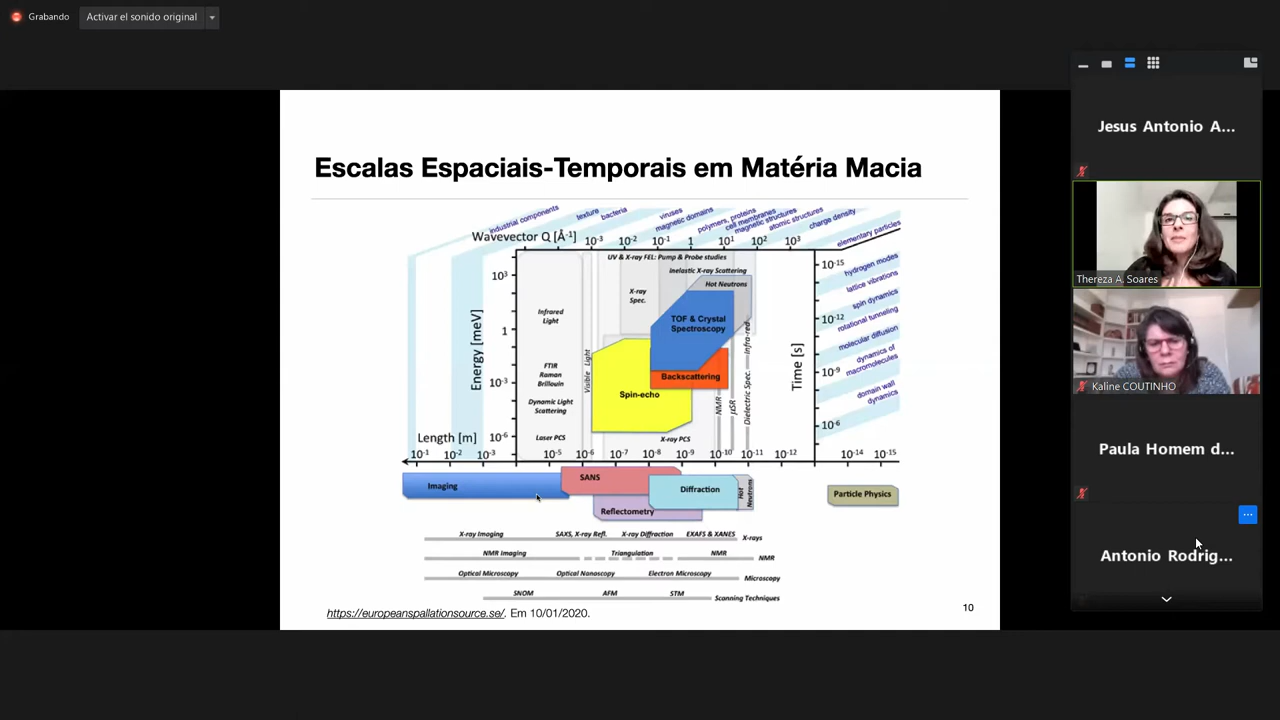 Grabando
Activar el sonido original
Escalas Espaciais-Temporais em Matéria Macia
industrial components
texture
bacteria
viruses
magnetic domains
polymers, proteins
cell membranes
magnetic structures
atomic structures
charge density
elementary particles
Wavevector Q [Å⁻¹]
10⁻³ 10⁻² 10⁻¹ 1 10¹ 10² 10³
UV & X-ray FEL: Pump & Probe studies
inelastic X-ray Scattering
Hot Neutrons
X-ray
Spec.
TOF & Crystal
Spectroscopy
Infrared
Light
Visible Light
Infra-red
Energy [meV]
10³
1
10⁻³
10⁻⁶
FTIR
Raman
Brillouin
Dynamic Light
Scattering
Laser PCS
Backscattering
Spin-echo
NMR
μSR
Dielectric Spec.
X-ray PCS
Time [s]
10⁻¹⁵
10⁻¹²
10⁻⁹
10⁻⁶
hydrogen modes
lattice vibrations
spin dynamics
rotational tunneling
molecular diffusion
dynamics of
macromolecules
domain wall
dynamics
Length [m]
10⁻¹ 10⁻² 10⁻³ 10⁻⁵ 10⁻⁶ 10⁻⁷ 10⁻⁸ 10⁻⁹ 10⁻¹⁰ 10⁻¹¹ 10⁻¹² 10⁻¹⁴ 10⁻¹⁵
Imaging
SANS
Diffraction
Hot
Neutrons
Reflectometry
Particle Physics
X-ray Imaging SAXS, X-ray Refl. X-ray Diffraction EXAFS & XANES X-rays
NMR Imaging Triangulation NMR NMR
Optical Microscopy Optical Nanoscopy Electron Microscopy Microscopy
SNOM AFM STM Scanning Techniques
https://europeanspallationsource.se/. Em 10/01/2020.
10
Jesus Antonio A...
Thereza A. Soares
Kaline COUTINHO
Paula Homem d...
Antonio Rodrig...